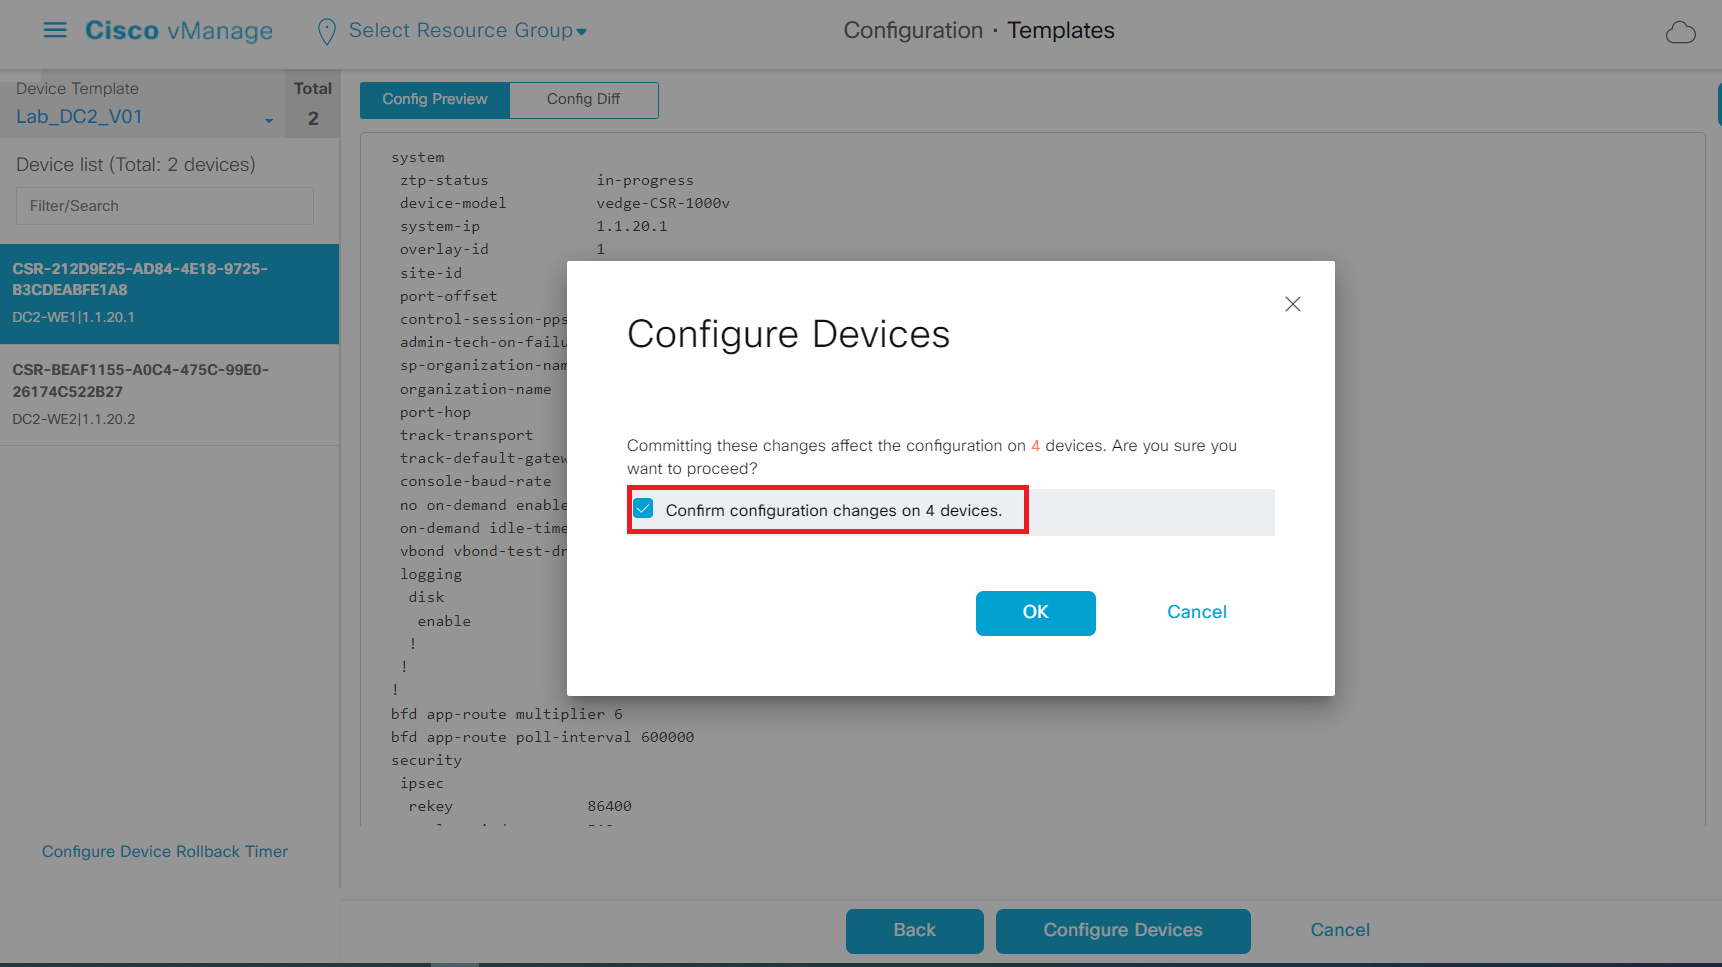 Cisco vManage
Select Resource Group
Configuration · Templates
Device Template
Lab_DC2_V01
Total
2
Device list (Total: 2 devices)
Filter/Search
CSR-212D9E25-AD84-4E18-9725-
B3CDEABFE1A8
DC2-WE1|1.1.20.1
CSR-BEAF1155-A0C4-475C-99E0-
26174C522B27
DC2-WE2|1.1.20.2
Configure Device Rollback Timer
Config Preview
Config Diff
system
ztp-status in-progress
device-model vedge-CSR-1000v
system-ip 1.1.20.1
overlay-id 1
site-id
port-offset
control-session-pps
admin-tech-on-failu
sp-organization-nam
organization-name
port-hop
track-transport
track-default-gatew
console-baud-rate
no on-demand enable
on-demand idle-time
vbond vbond-test-dr
logging
disk
enable
!
!
!
bfd app-route multiplier 6
bfd app-route poll-interval 600000
security
ipsec
rekey 86400
Configure Devices
Committing these changes affect the configuration on 4 devices. Are you sure you
want to proceed?
Confirm configuration changes on 4 devices.
OK
Cancel
Back
Configure Devices
Cancel